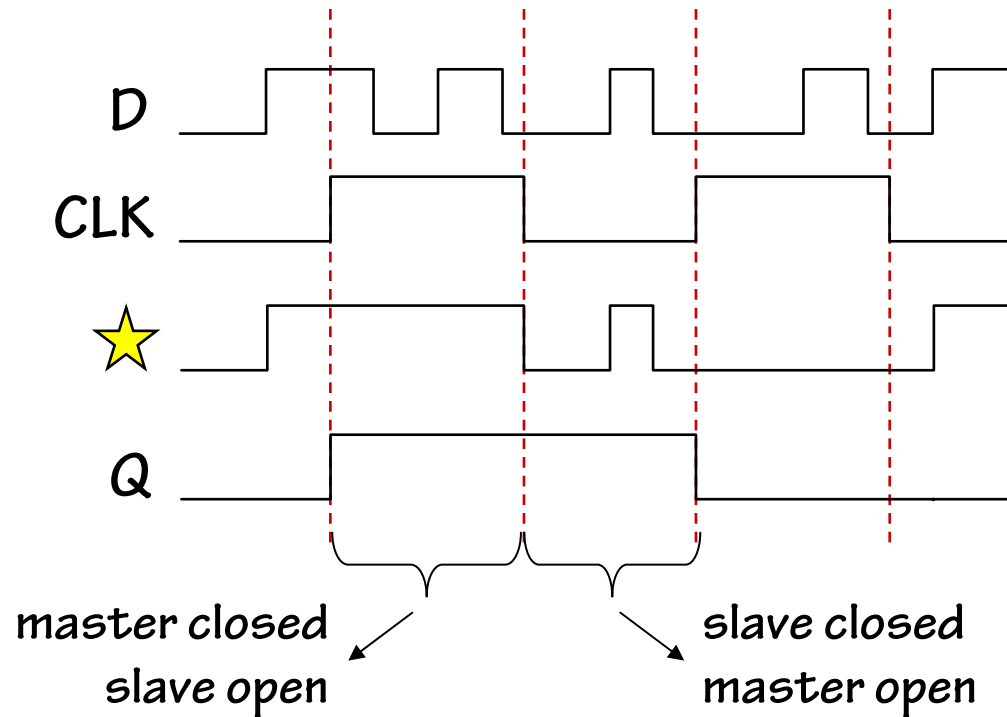 D
CLK
Q
master closed
slave open
slave closed
master open